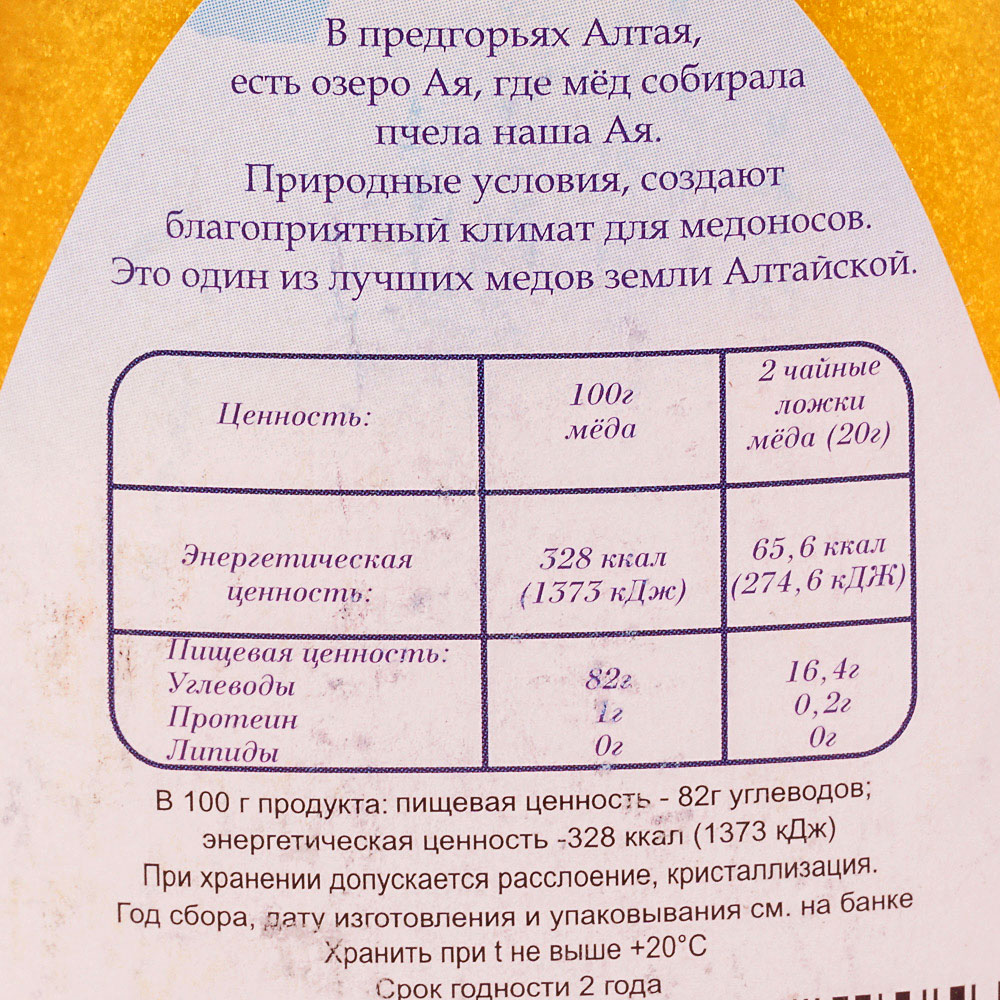 В предгорьях Алтая,
есть озеро Ая, где мёд собирала
пчела наша Ая.
Природные условия, создают
благоприятный климат для медоносов.
Это один из лучших медов земли Алтайской.
Ценность:
100г
мёда
2 чайные
ложки
мёда (20г)
Энергетическая
ценность:
328 ккал
(1373 кДж)
65,6 ккал
(274,6 кДЖ)
Пищевая ценность:
Углеводы 82г 16,4г
Протеин 1г 0,2г
Липиды 0г 0г
В 100 г продукта: пищевая ценность - 82г углеводов;
энергетическая ценность -328 ккал (1373 кДж)
При хранении допускается расслоение, кристаллизация.
Год сбора, дату изготовления и упаковывания см. на банке
Хранить при t не выше +20°С
Срок годности 2 года